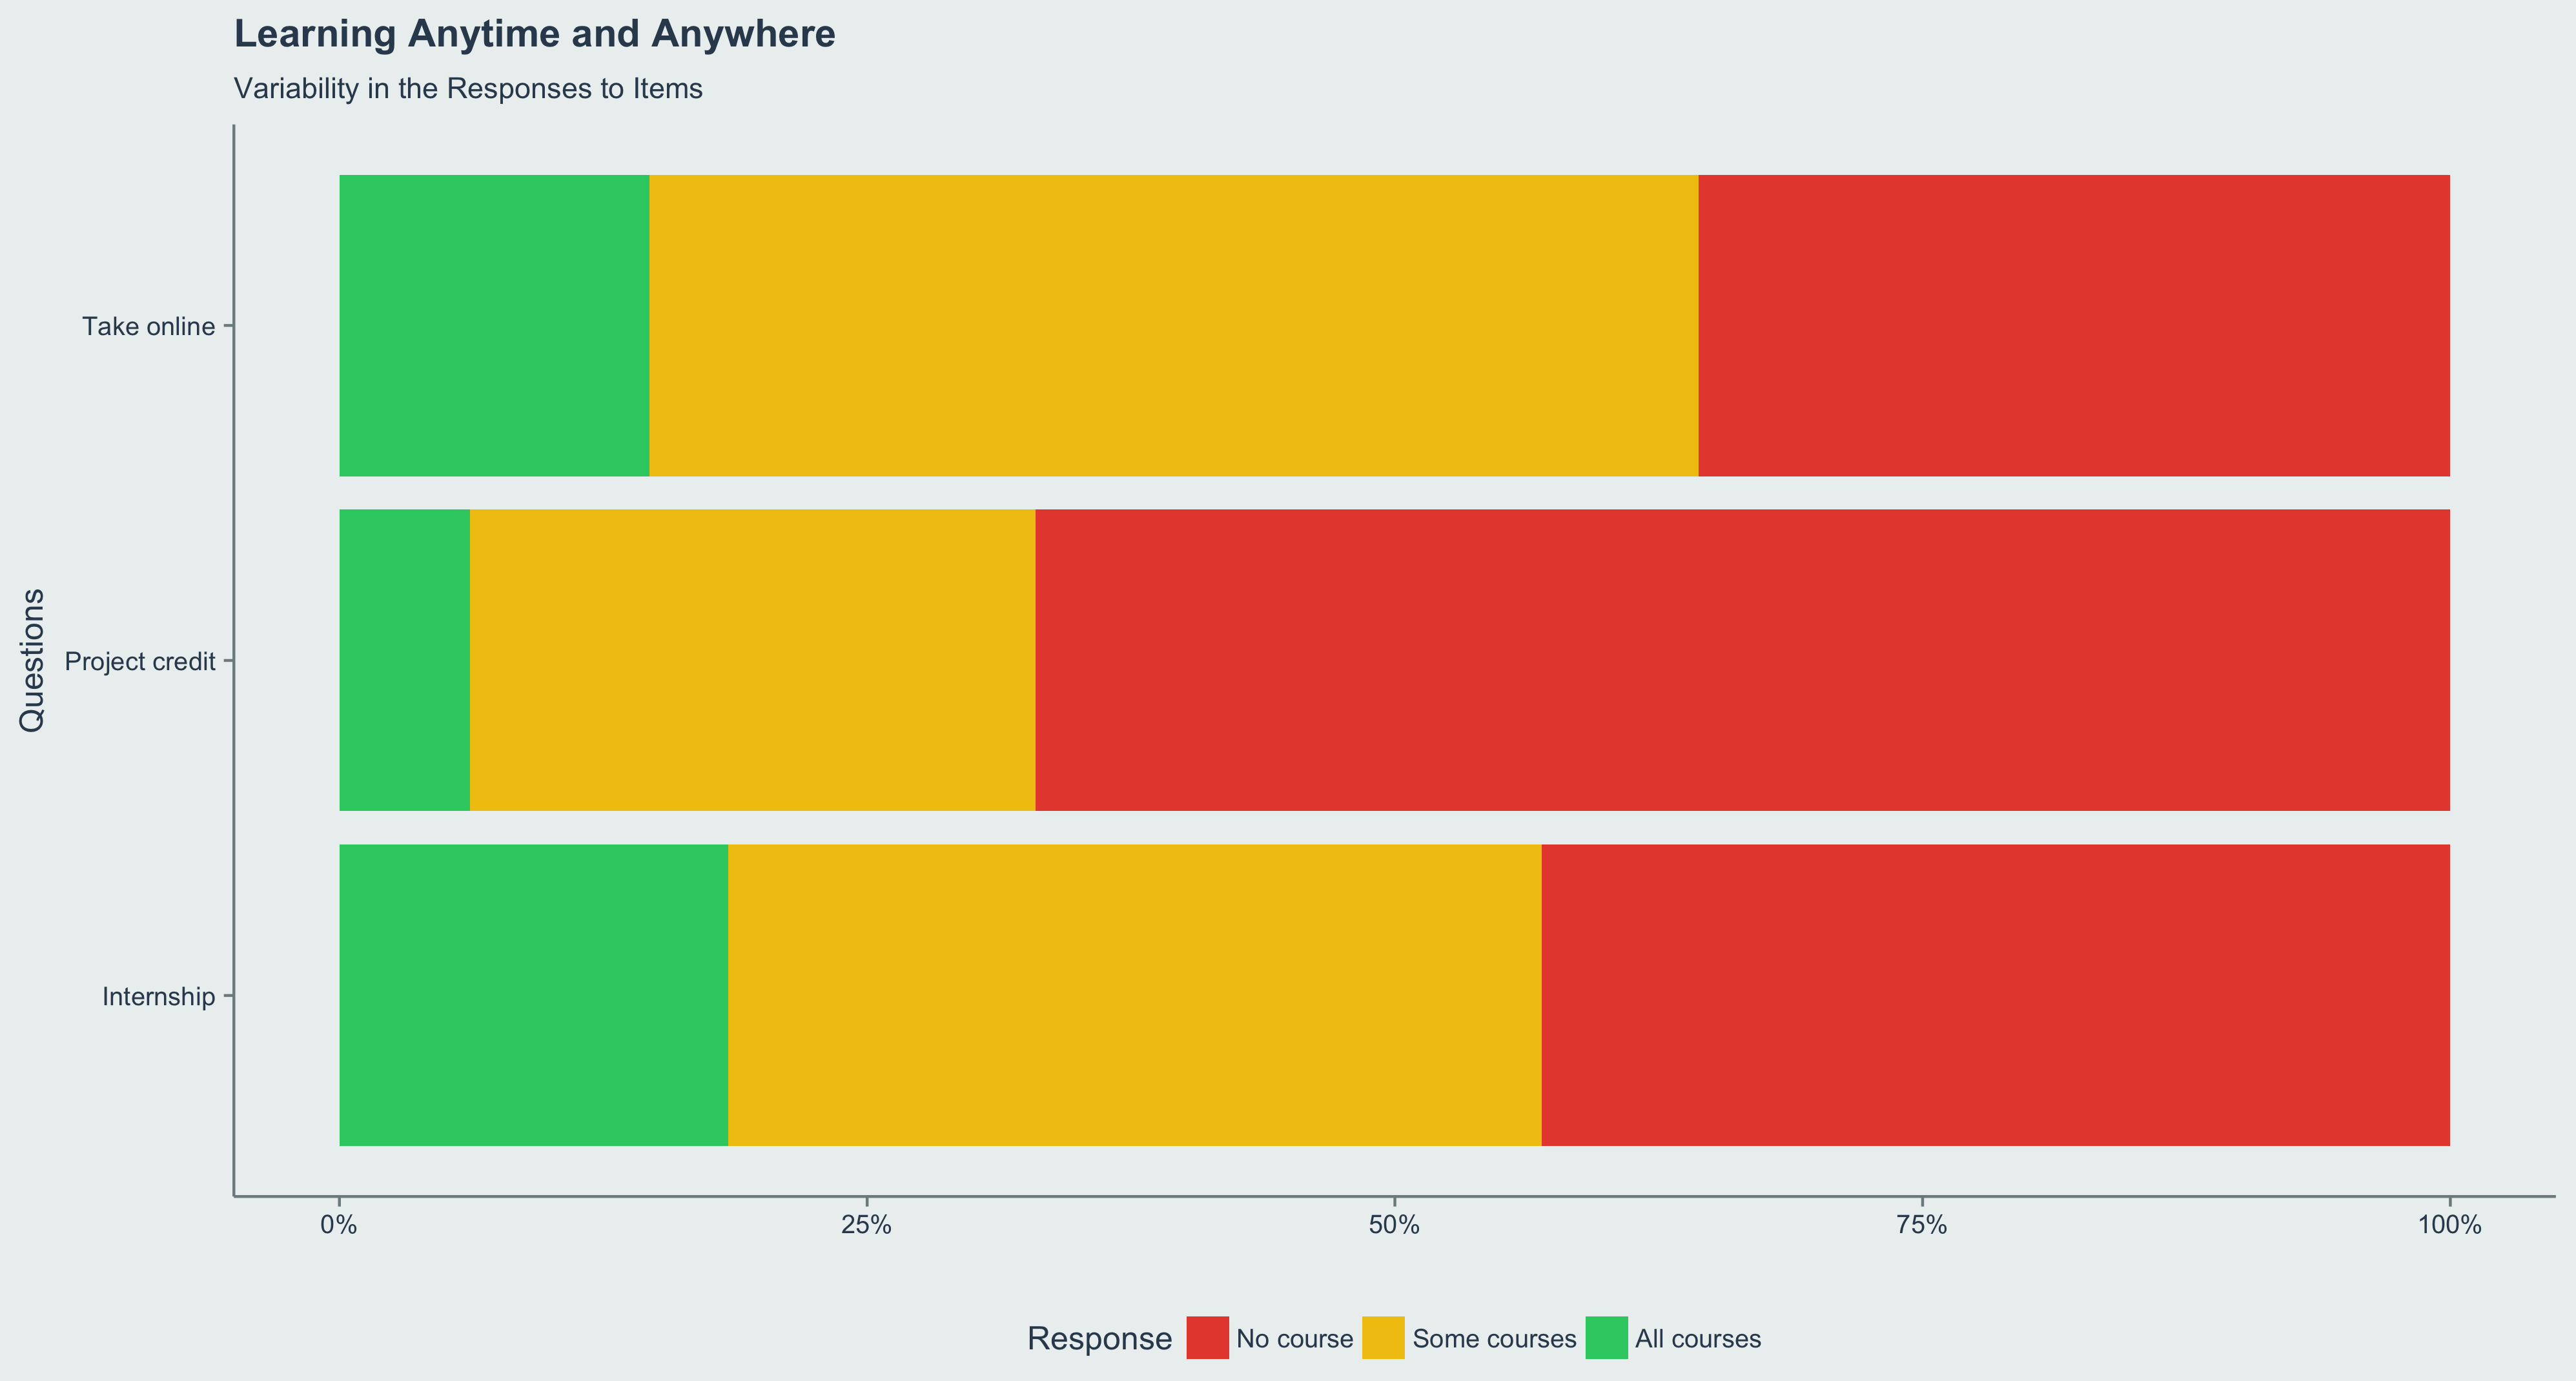 Learning Anytime and Anywhere
Variability in the Responses to Items
Questions
Take online
Project credit
Internship
0% 25% 50% 75% 100%
Response No course Some courses All courses